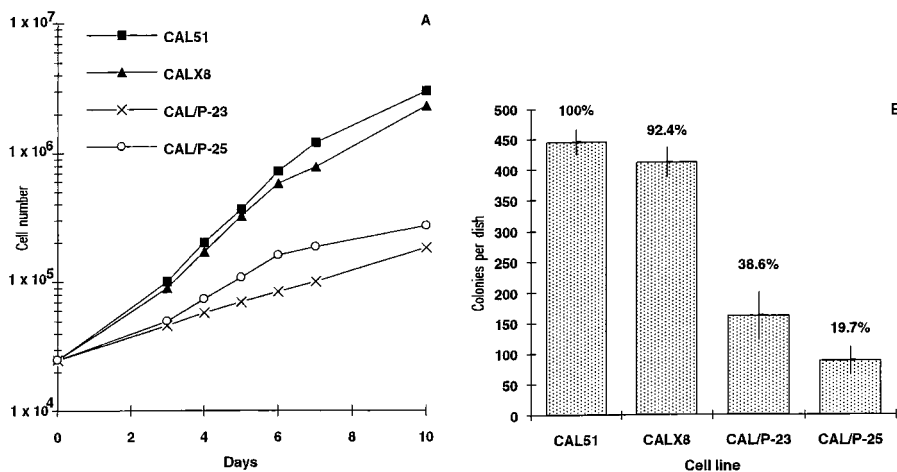 A
1 x 10^7
CAL51
CALX8
CAL/P-23
CAL/P-25
1 x 10^6
Cell number
1 x 10^5
1 x 10^4
0 2 4 6 8 10
Days
500
450
400
350
300
250
200
150
100
50
0
Colonies per dish
100%
92.4%
38.6%
19.7%
CAL51 CALX8 CAL/P-23 CAL/P-25
Cell line